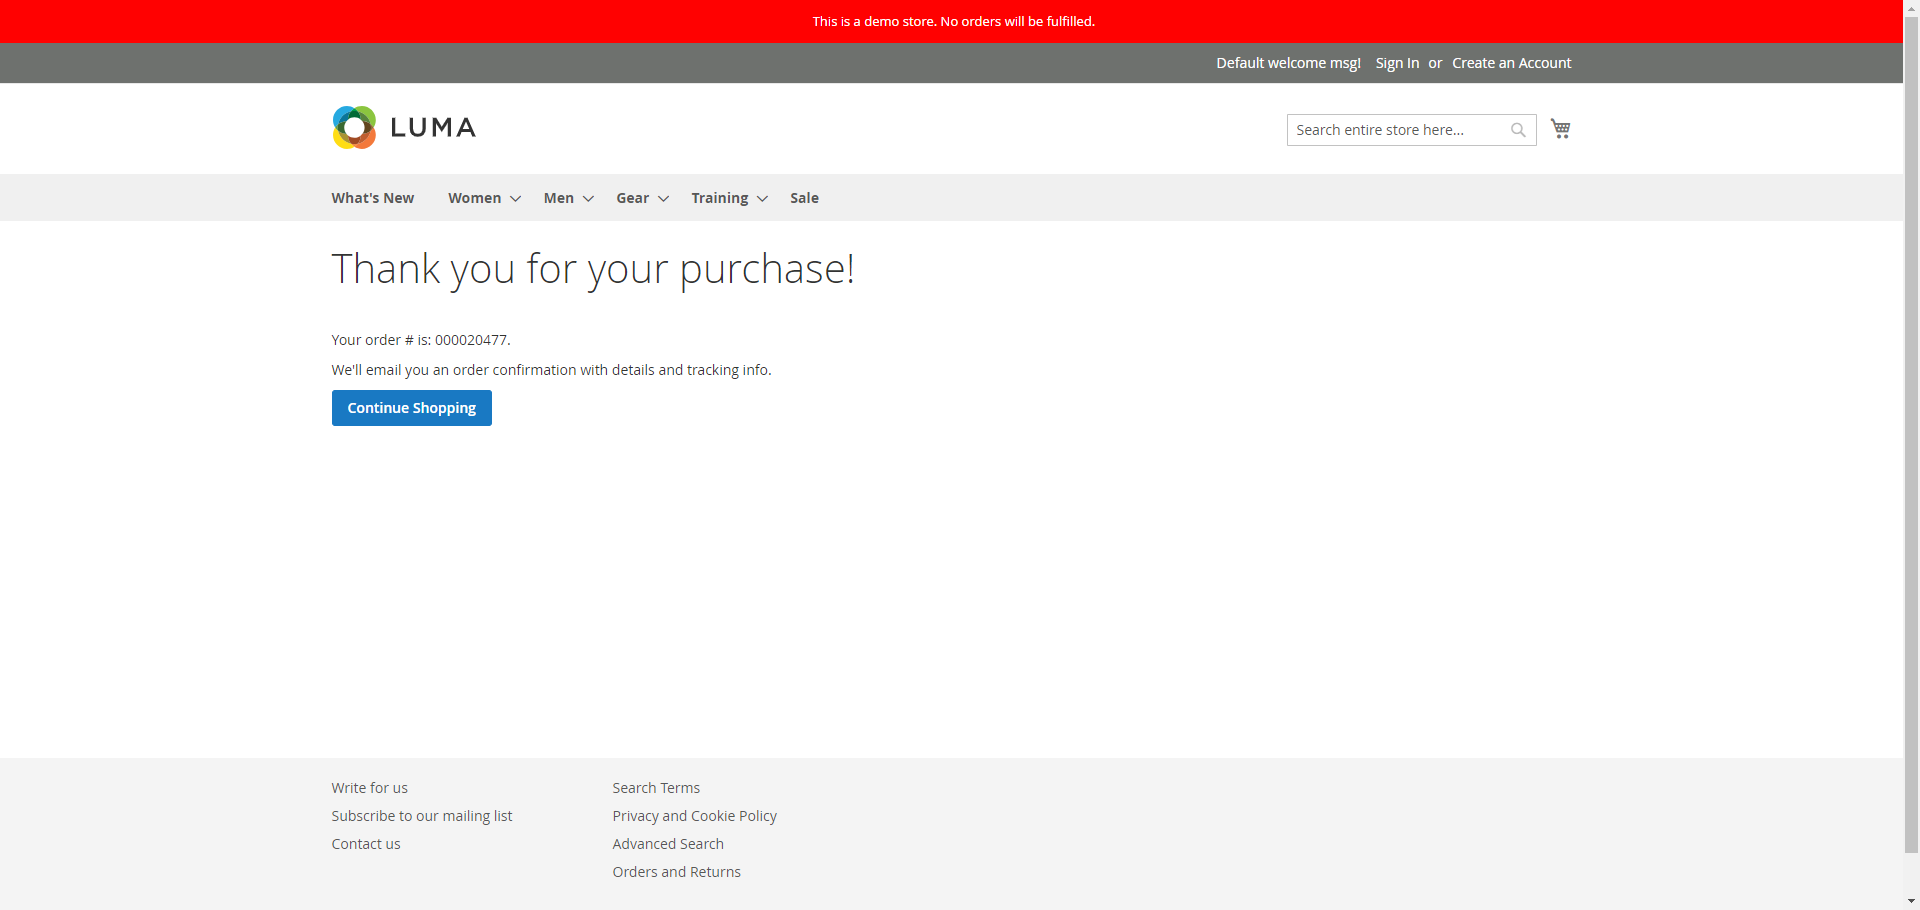 This is a demo store. No orders will be fulfilled.
Default welcome msg! Sign In or Create an Account
LUMA
Search entire store here...
What's New Women Men Gear Training Sale
Thank you for your purchase!
Your order # is: 000020477.
We'll email you an order confirmation with details and tracking info.
Continue Shopping
Write for us
Subscribe to our mailing list
Contact us
Search Terms
Privacy and Cookie Policy
Advanced Search
Orders and Returns